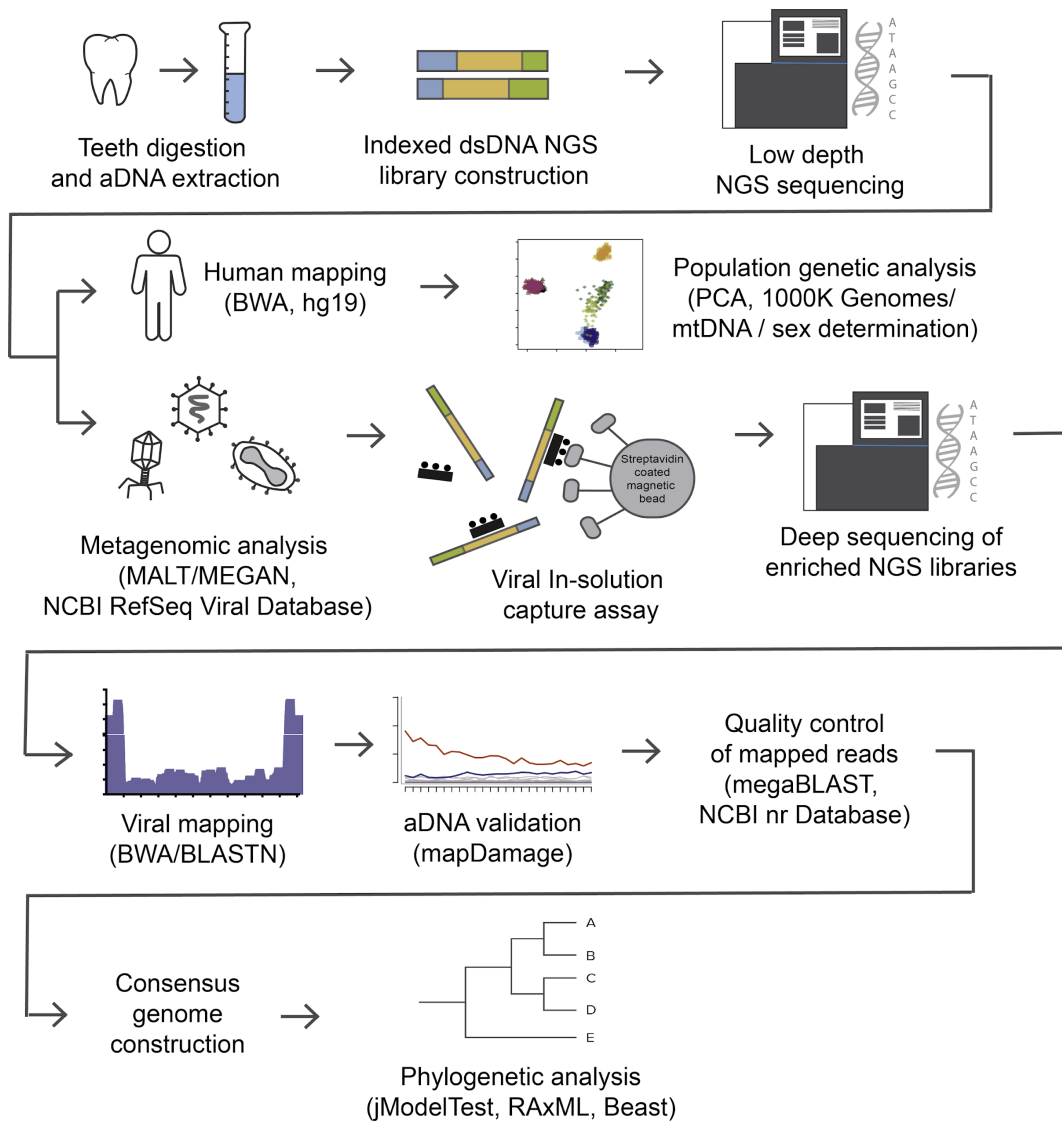 Teeth digestion
and aDNA extraction
Indexed dsDNA NGS
library construction
A
T
A
A
G
C
C
Low depth
NGS sequencing
Human mapping
(BWA, hg19)
Population genetic analysis
(PCA, 1000K Genomes/
mtDNA / sex determination)
Metagenomic analysis
(MALT/MEGAN,
NCBI RefSeq Viral Database)
Streptavidin
coated
magnetic
bead
Viral In-solution
capture assay
A
T
A
A
G
C
C
Deep sequencing of
enriched NGS libraries
Viral mapping
(BWA/BLASTN)
aDNA validation
(mapDamage)
Quality control
of mapped reads
(megaBLAST,
NCBI nr Database)
Consensus
genome
construction
A
B
C
D
E
Phylogenetic analysis
(jModelTest, RAxML, Beast)